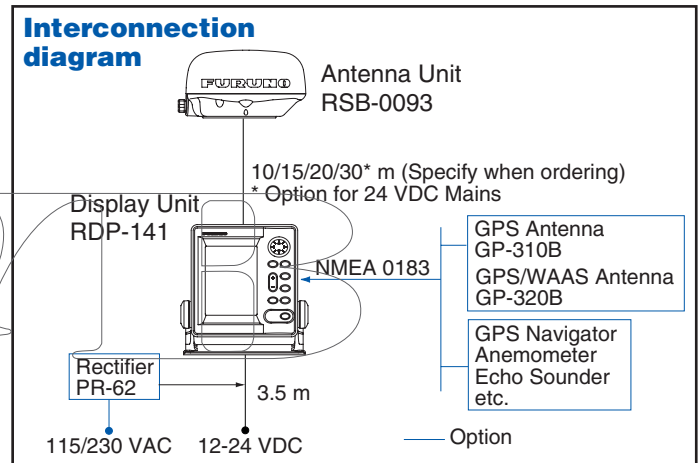 Interconnection
diagram
FURUNO
Antenna Unit
RSB-0093
10/15/20/30* m (Specify when ordering)
* Option for 24 VDC Mains
Display Unit
RDP-141
NMEA 0183
GPS Antenna
GP-310B
GPS/WAAS Antenna
GP-320B
GPS Navigator
Anemometer
Echo Sounder
etc.
Rectifier
PR-62
3.5 m
115/230 VAC
12-24 VDC
Option